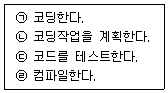 ㉠ 코딩한다.
㉡ 코딩작업을 계획한다.
㉢ 코드를 테스트한다.
㉣ 컴파일한다.